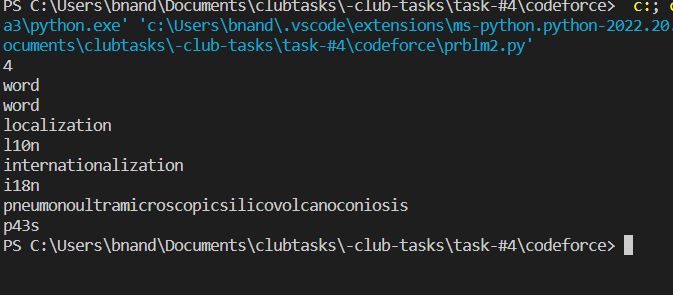 PS C:\Users\bnand\Documents\clubtasks\-club-tasks\task-#4\codeforce>  c:;
a3\python.exe' 'c:\Users\bnand\.vscode\extensions\ms-python.python-2022.20.
ocuments\clubtasks\-club-tasks\task-#4\codeforce\prblm2.py'
4
word
word
localization
l10n
internationalization
i18n
pneumonoultramicroscopicsilicovolcanoconiosis
p43s
PS C:\Users\bnand\Documents\clubtasks\-club-tasks\task-#4\codeforce>